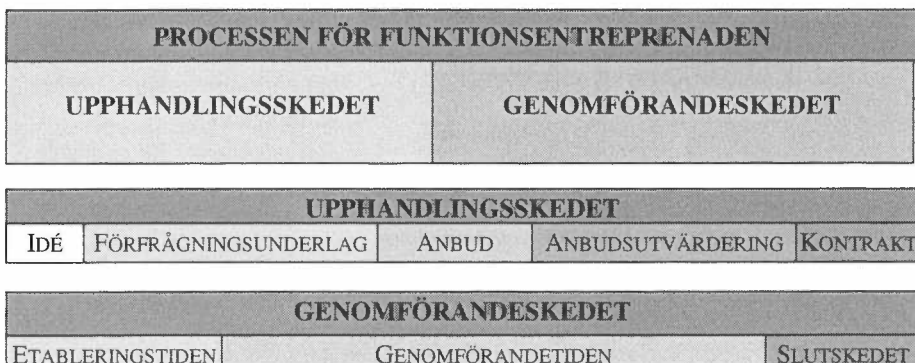 PROCESSEN FÖR FUNKTIONSENTREPRENADEN
UPPHANDLINGSSKEDET GENOMFÖRANDESKEDET
UPPHANDLINGSSKEDET
IDÉ FÖRFRÅGNINGSUNDERLAG ANBUD ANBUDSUTVÄRDERING KONTRAKT
GENOMFÖRANDESKEDET
ETABLERINGSTIDEN GENOMFÖRANDETIDEN SLUTSKEDET